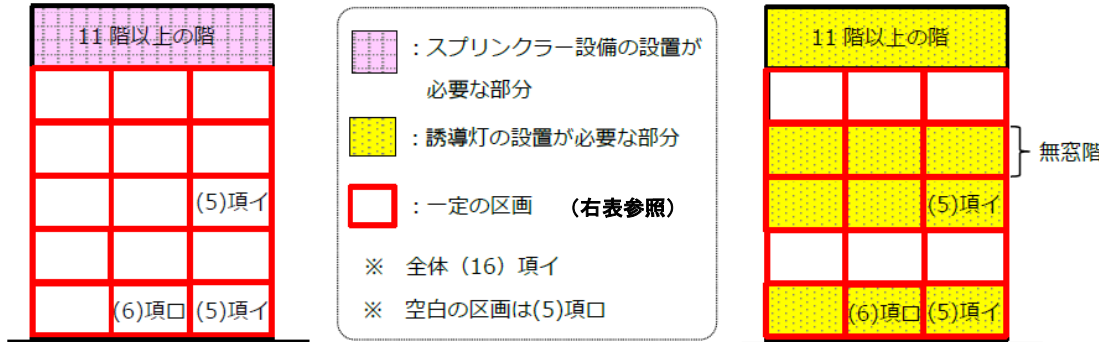 11 階以上の階
(5)項イ
(6)項ロ
(5)項イ
：スプリンクラー設備の設置が
必要な部分
：誘導灯の設置が必要な部分
：一定の区画 (右表参照)
※ 全体（16）項イ
※ 空白の区画は(5)項ロ
11 階以上の階
無窓階
(5)項イ
(6)項ロ
(5)項イ